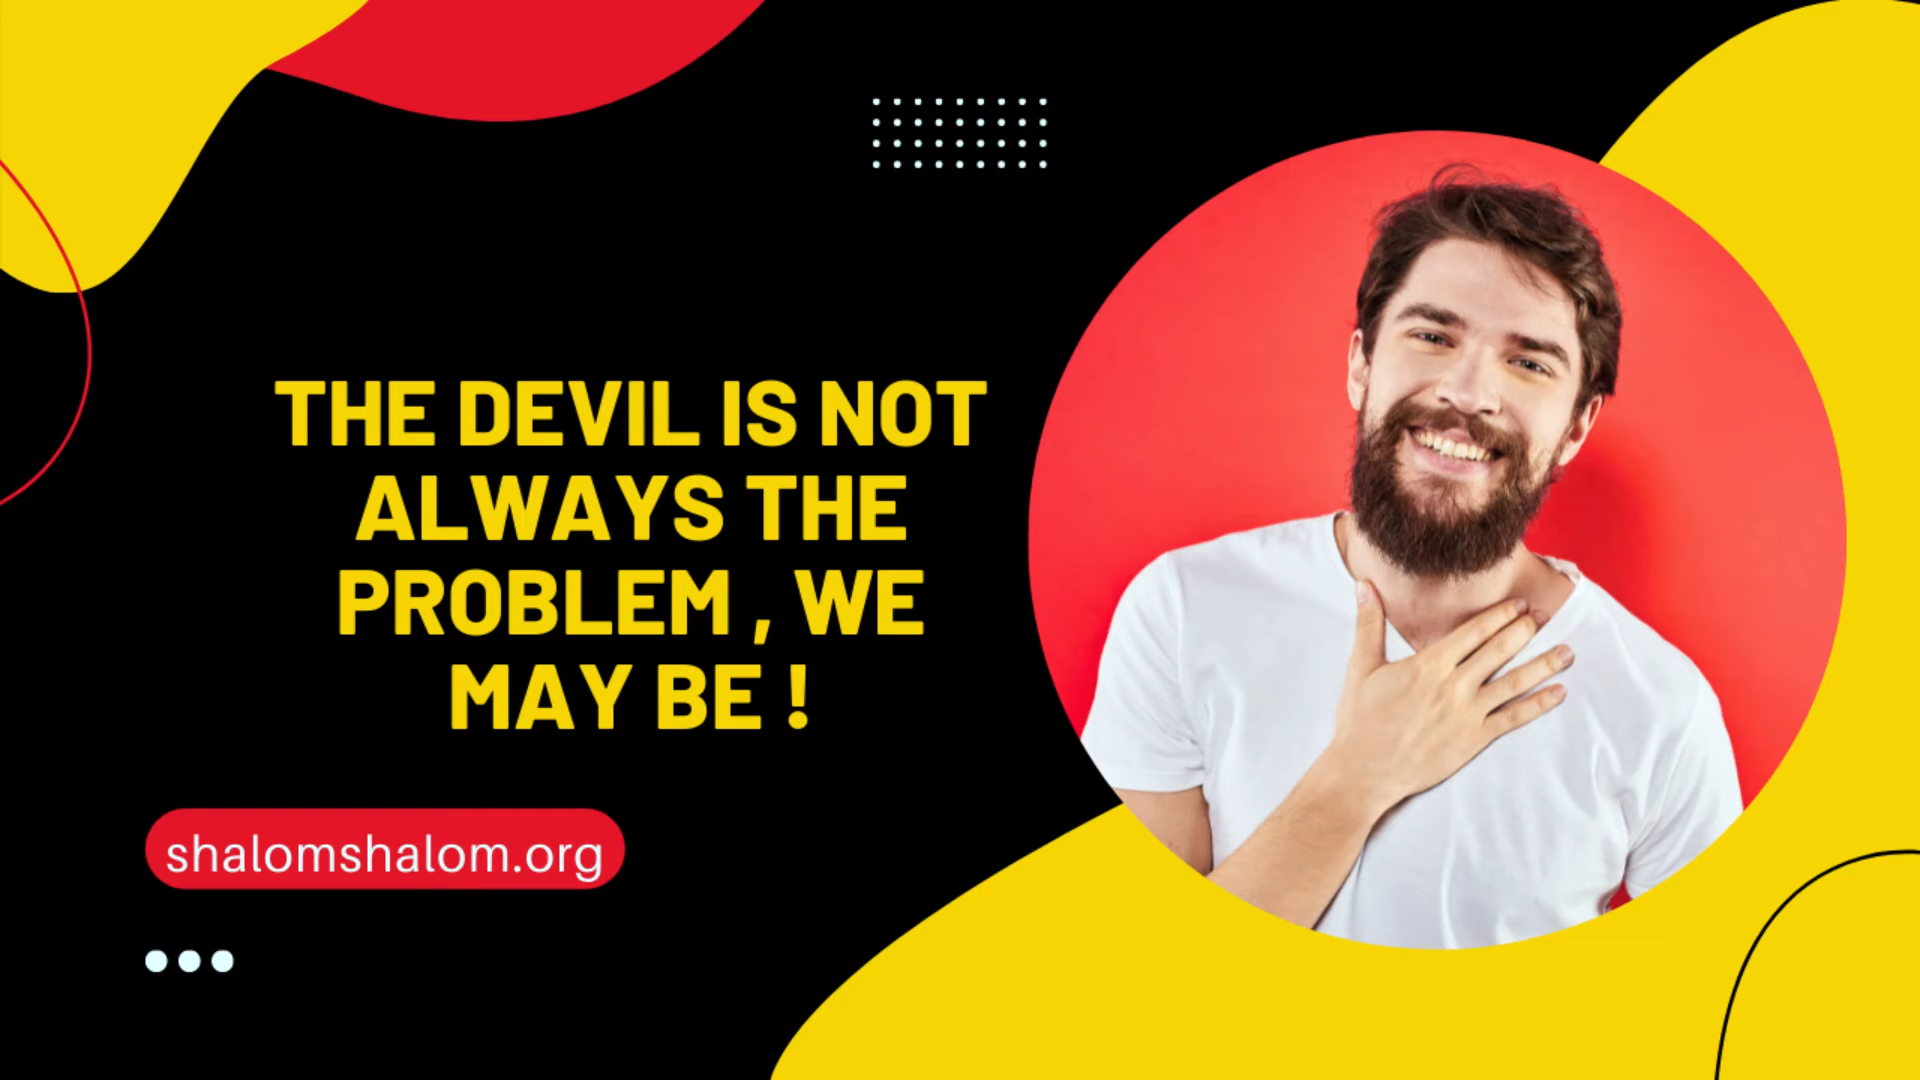 THE DEVIL IS NOT
ALWAYS THE
PROBLEM , WE
MAY BE !
shalomshalom.org